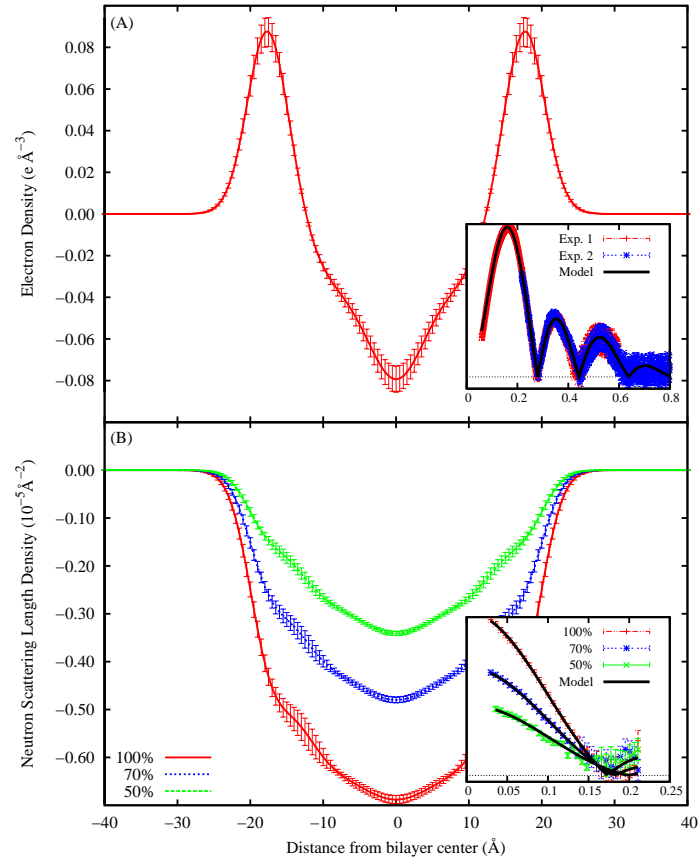 (A)
Electron Density (e Å⁻³)
0.08
0.06
0.04
0.02
0.00
−0.02
−0.04
−0.06
−0.08
Exp. 1
Exp. 2
Model
0 0.2 0.4 0.6 0.8
(B)
Neutron Scattering Length Density (10⁻⁵Å⁻²)
0.00
−0.10
−0.20
−0.30
−0.40
−0.50
−0.60
100%
70%
50%
100%
70%
50%
Model
0 0.05 0.1 0.15 0.2 0.25
−40 −30 −20 −10 0 10 20 30 40
Distance from bilayer center (Å)